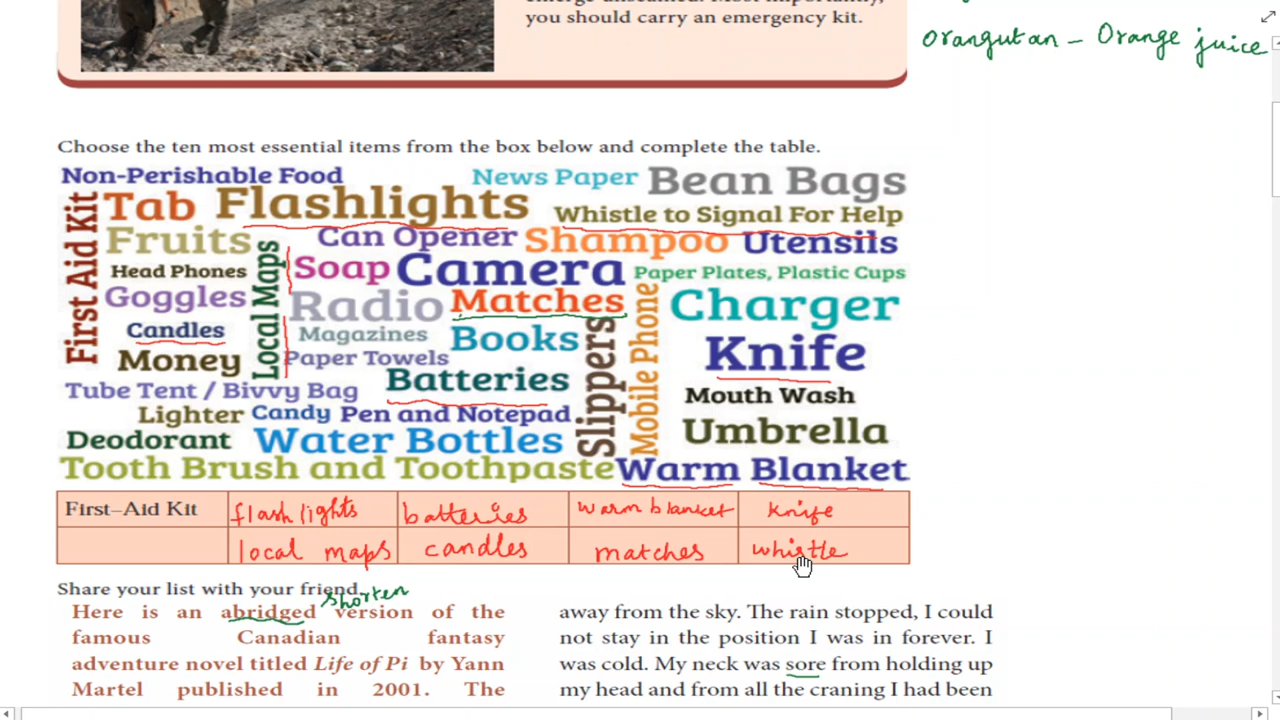 emerge unscathed. Most importantly,
you should carry an emergency kit.
orangutan – Orange juice
Choose the ten most essential items from the box below and complete the table.
Non-Perishable Food News Paper Bean Bags
First Aid Kit
Tab Flashlights Whistle to Signal For Help
Fruits Can Opener Shampoo Utensils
Head Phones Local Maps Soap Camera Paper Plates, Plastic Cups
Goggles Radio Matches Mobile Phone Charger
Candles Magazines Books Slippers Knife
Money Paper Towels
Tube Tent / Bivvy Bag Batteries Mouth Wash
Lighter Candy Pen and Notepad Umbrella
Deodorant Water Bottles
Tooth Brush and Toothpaste Warm Blanket
First–Aid Kit flashlights batteries warm blanket knife
local maps candles matches whistle
Share your list with your friend.
shorten
Here is an abridged version of the
famous Canadian fantasy
adventure novel titled Life of Pi by Yann
Martel published in 2001. The
away from the sky. The rain stopped, I could
not stay in the position I was in forever. I
was cold. My neck was sore from holding up
my head and from all the craning I had been